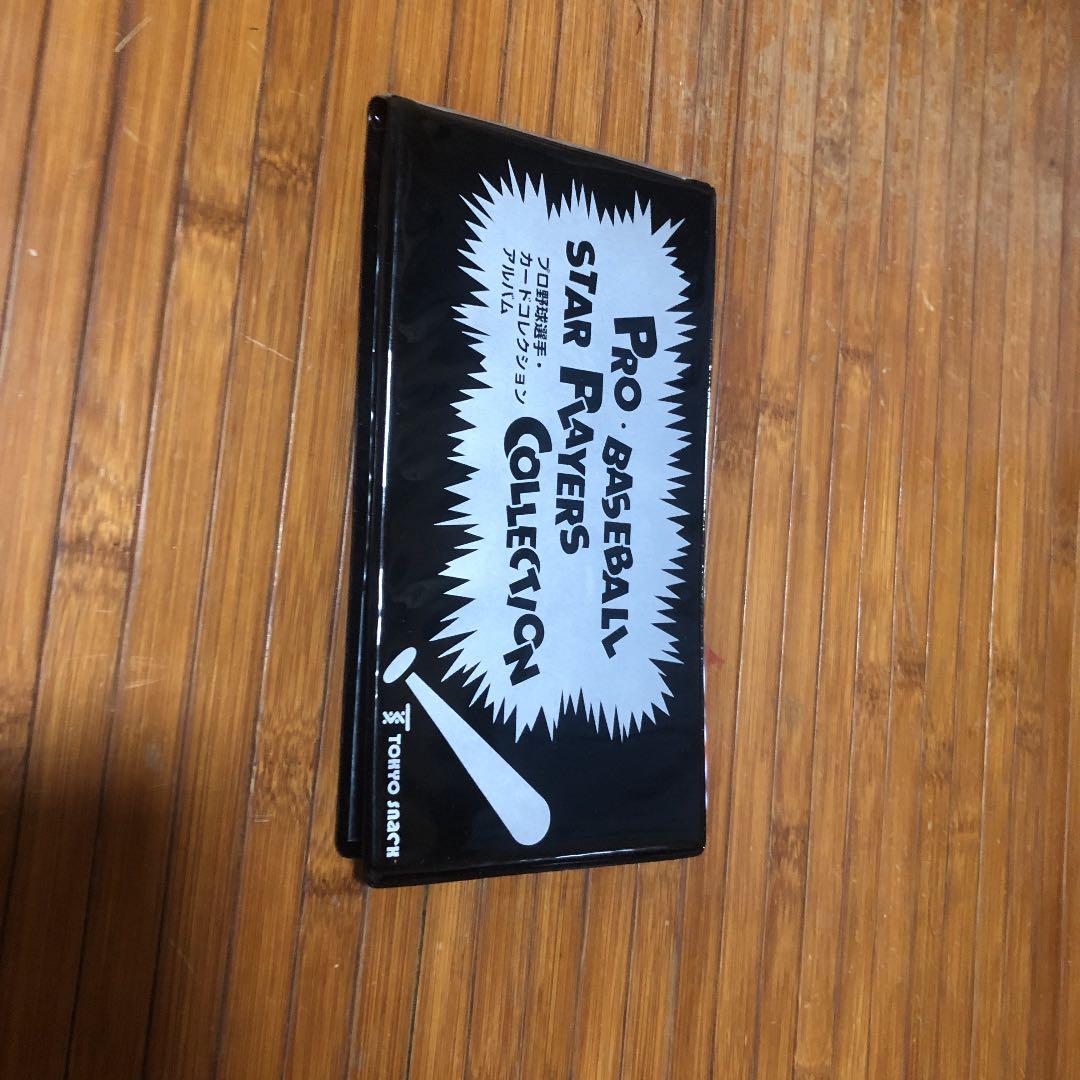 PRO・BASEBALL
STAR PLAYERS
プロ野球選手・
カードコレクション
アルバム
COLLECTION
TOKYO snack